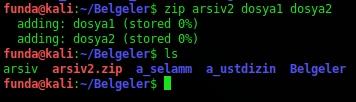 funda@kali:~/Belgeler$ zip arsiv2 dosya1 dosya2
  adding: dosya1 (stored 0%)
  adding: dosya2 (stored 0%)
funda@kali:~/Belgeler$ ls
arsiv  arsiv2.zip  a_selamm  a_ustdizin  Belgeler
funda@kali:~/Belgeler$